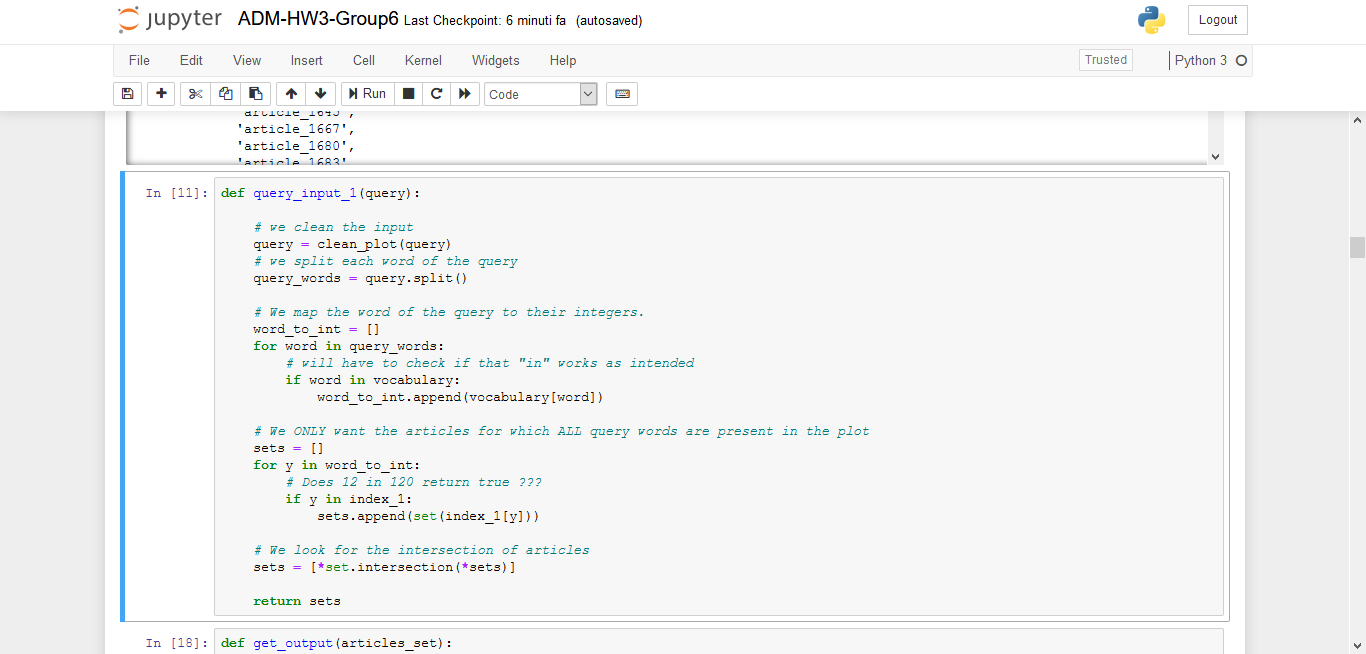 jupyter ADM-HW3-Group6 Last Checkpoint: 6 minuti fa (autosaved) Logout
File Edit View Insert Cell Kernel Widgets Help Trusted Python 3
Run Code
'article_1645',
'article_1667',
'article_1680',
'article_1683'
In [11]: def query_input_1(query):
# we clean the input
query = clean_plot(query)
# we split each word of the query
query_words = query.split()
# We map the word of the query to their integers.
word_to_int = []
for word in query_words:
# will have to check if that "in" works as intended
if word in vocabulary:
word_to_int.append(vocabulary[word])
# We ONLY want the articles for which ALL query words are present in the plot
sets = []
for y in word_to_int:
# Does 12 in 120 return true ???
if y in index_1:
sets.append(set(index_1[y]))
# We look for the intersection of articles
sets = [*set.intersection(*sets)]
return sets
In [18]: def get_output(articles_set):